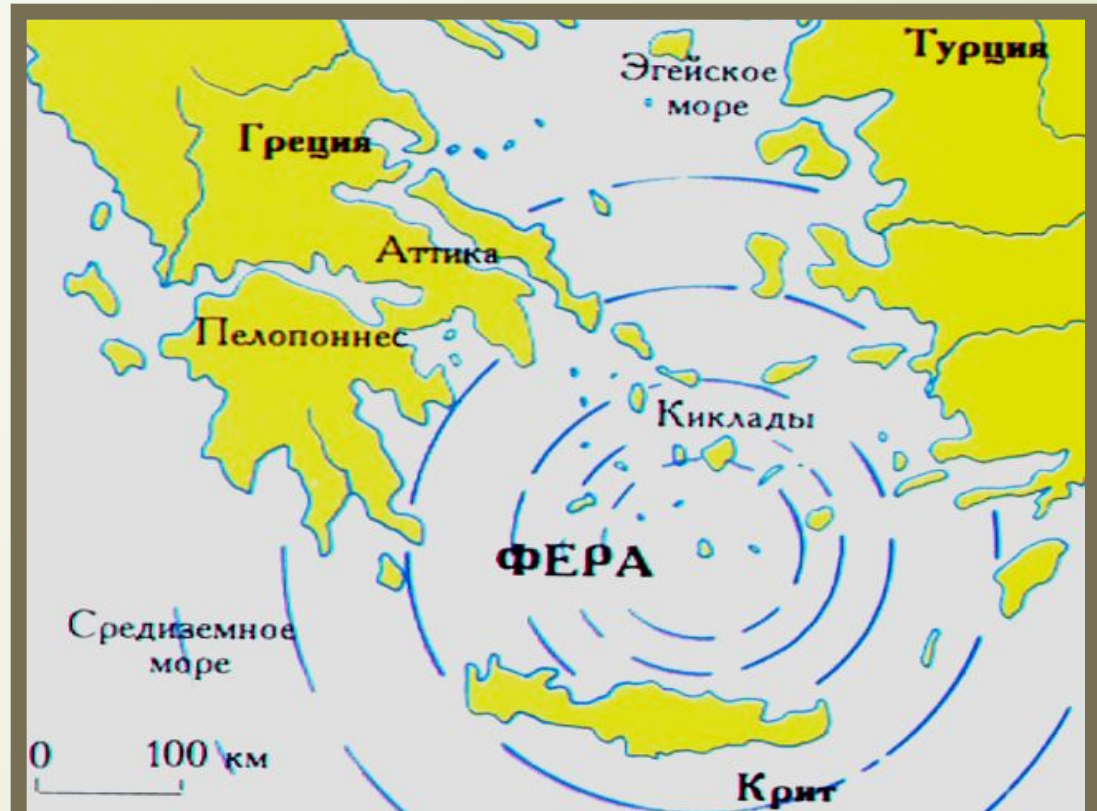 Турция
Эгейское
море
Греция
Аттика
Пелопоннес
Киклады
ФЕРА
Средиземное
море
0 100 км
Крит